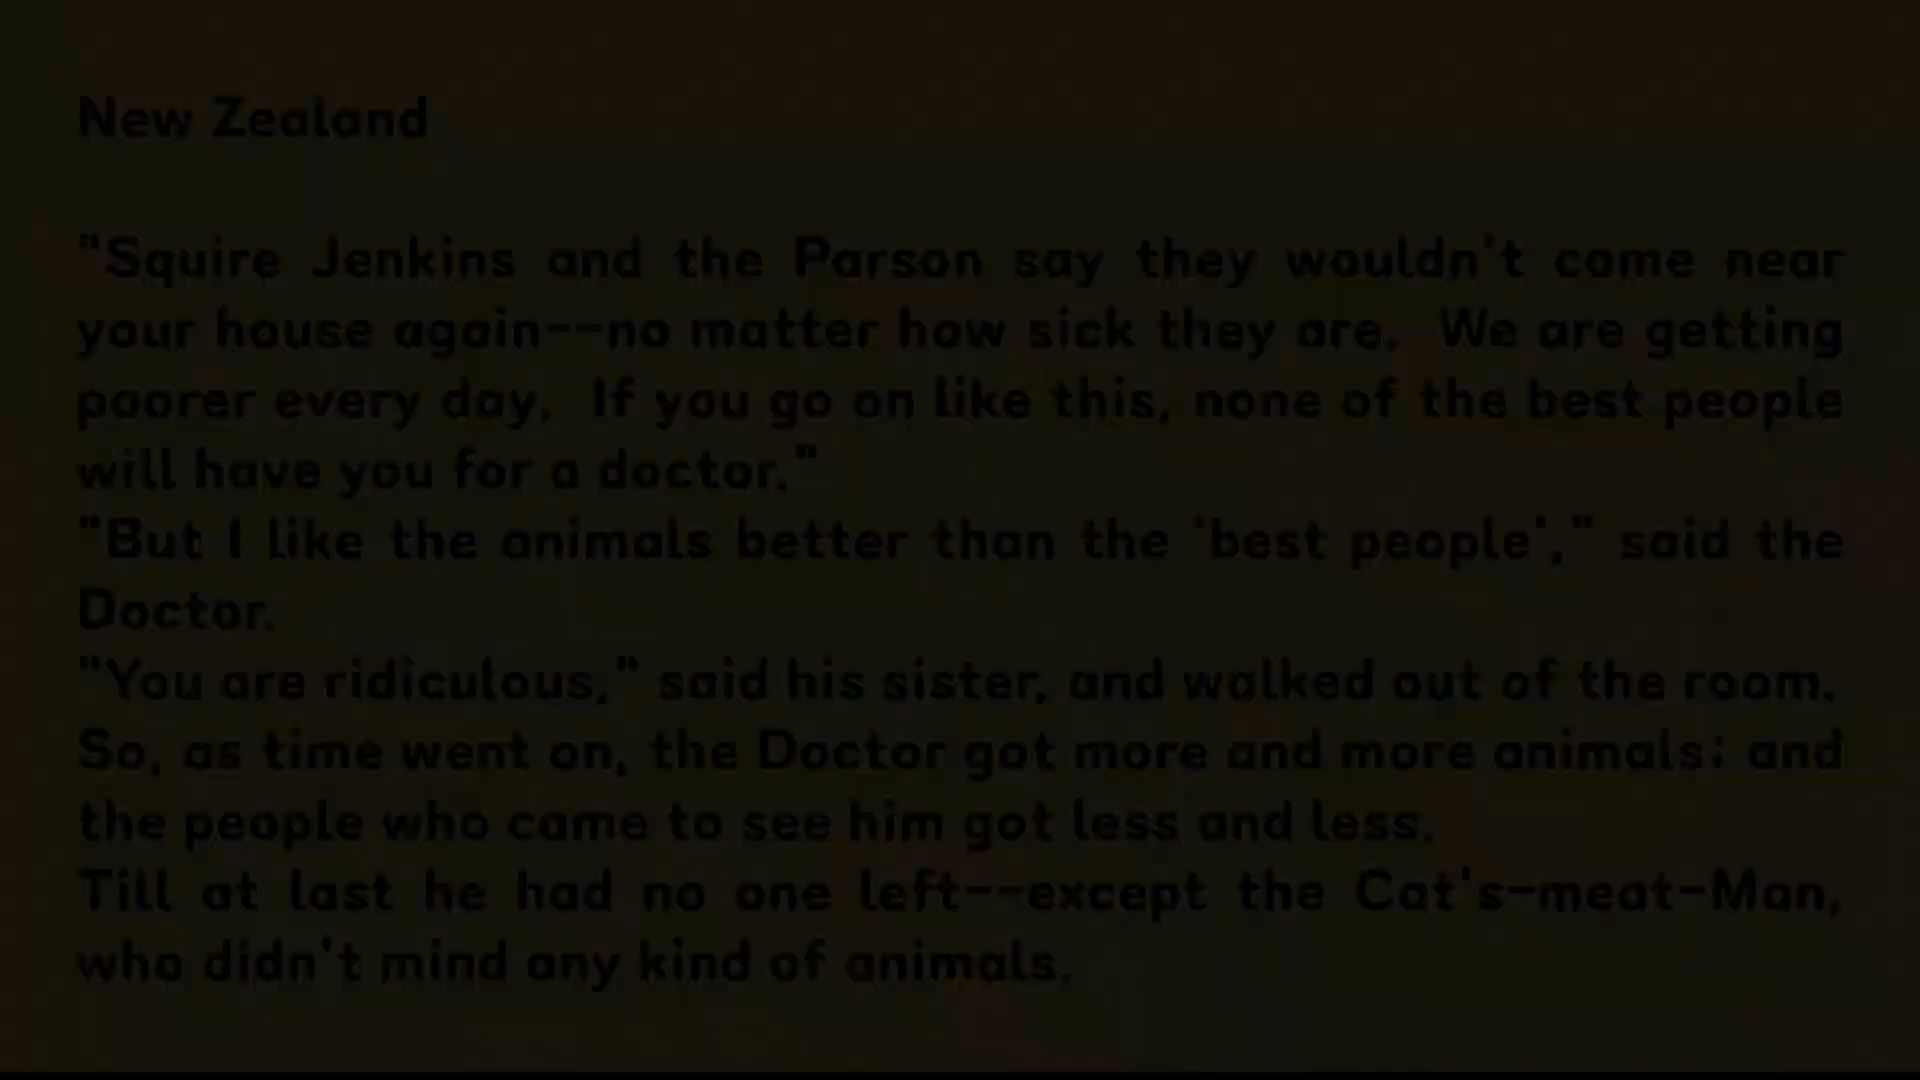 New Zealand
"Squire Jenkins and the Parson say they wouldn't come near
your house again--no matter how sick they are.  We are getting
poorer every day.  If you go on like this, none of the best people
will have you for a doctor."
"But I like the animals better than the 'best people'," said the
Doctor.
"You are ridiculous," said his sister, and walked out of the room.
So, as time went on, the Doctor got more and more animals; and
the people who came to see him got less and less.
Till at last he had no one left--except the Cat's-meat-Man,
who didn't mind any kind of animals.